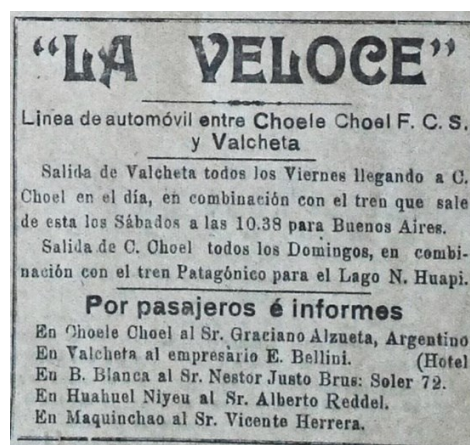 “LA VELOCE”
Linea de automóvil entre Choele Choel F. C. S.
y Valcheta
Salida de Valcheta todos los Viernes llegando a C.
Choel en el día, en combinación con el tren que sale
de esta los Sábados a las 10.38 para Buenos Aires.
Salida de C. Choel todos los Domingos, en combi-
nación con el tren Patagónico para el Lago N. Huapi.
Por pasajeros é informes
En Choele Choel al Sr. Graciano Alzueta, Argentino
En Valcheta al empresario E. Bellini. (Hotel
En B. Blanca al Sr. Nestor Justo Brus: Soler 72.
En Huahuel Niyeu al Sr. Alberto Reddel.
En Maquinchao al Sr. Vicente Herrera.